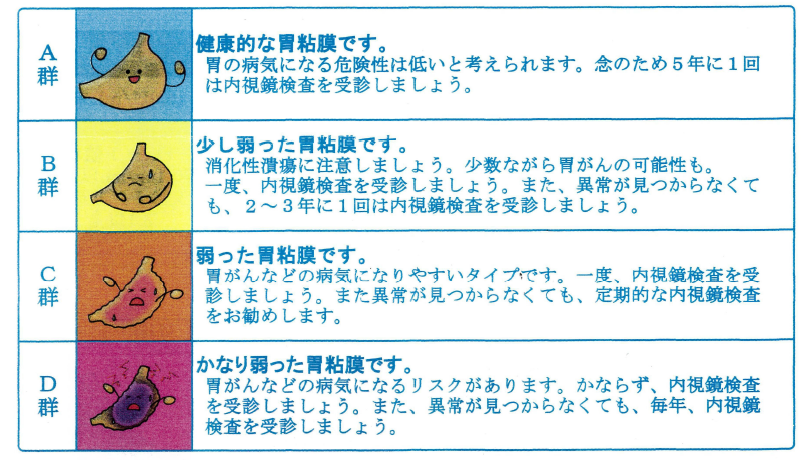 A群
健康的な胃粘膜です。
胃の病気になる危険性は低いと考えられます。念のため５年に１回
は内視鏡検査を受診しましょう。
B群
少し弱った胃粘膜です。
消化性潰瘍に注意しましょう。少数ながら胃がんの可能性も。
一度、内視鏡検査を受診しましょう。また、異常が見つからなくて
も、２～３年に１回は内視鏡検査を受診しましょう。
C群
弱った胃粘膜です。
胃がんなどの病気になりやすいタイプです。一度、内視鏡検査を受
診しましょう。また異常が見つからなくても、定期的な内視鏡検査
をお勧めします。
D群
かなり弱った胃粘膜です。
胃がんなどの病気になるリスクがあります。かならず、内視鏡検査
を受診しましょう。また、異常が見つからなくても、毎年、内視鏡
検査を受診しましょう。